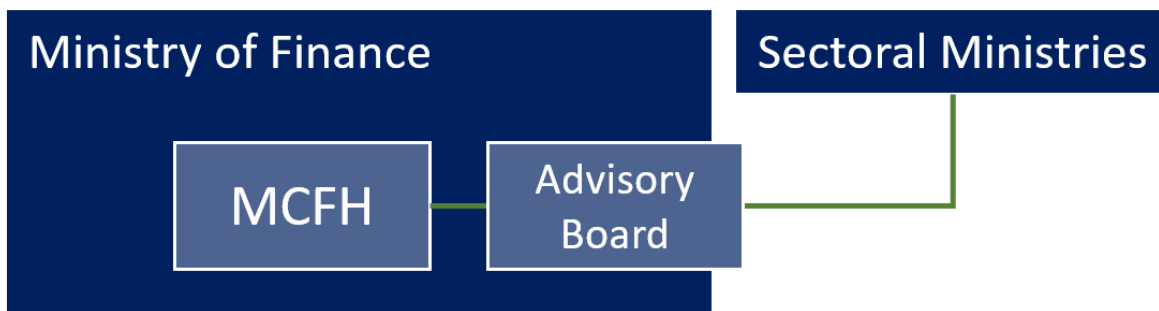 Ministry of Finance
Sectoral Ministries
MCFH
Advisory
Board